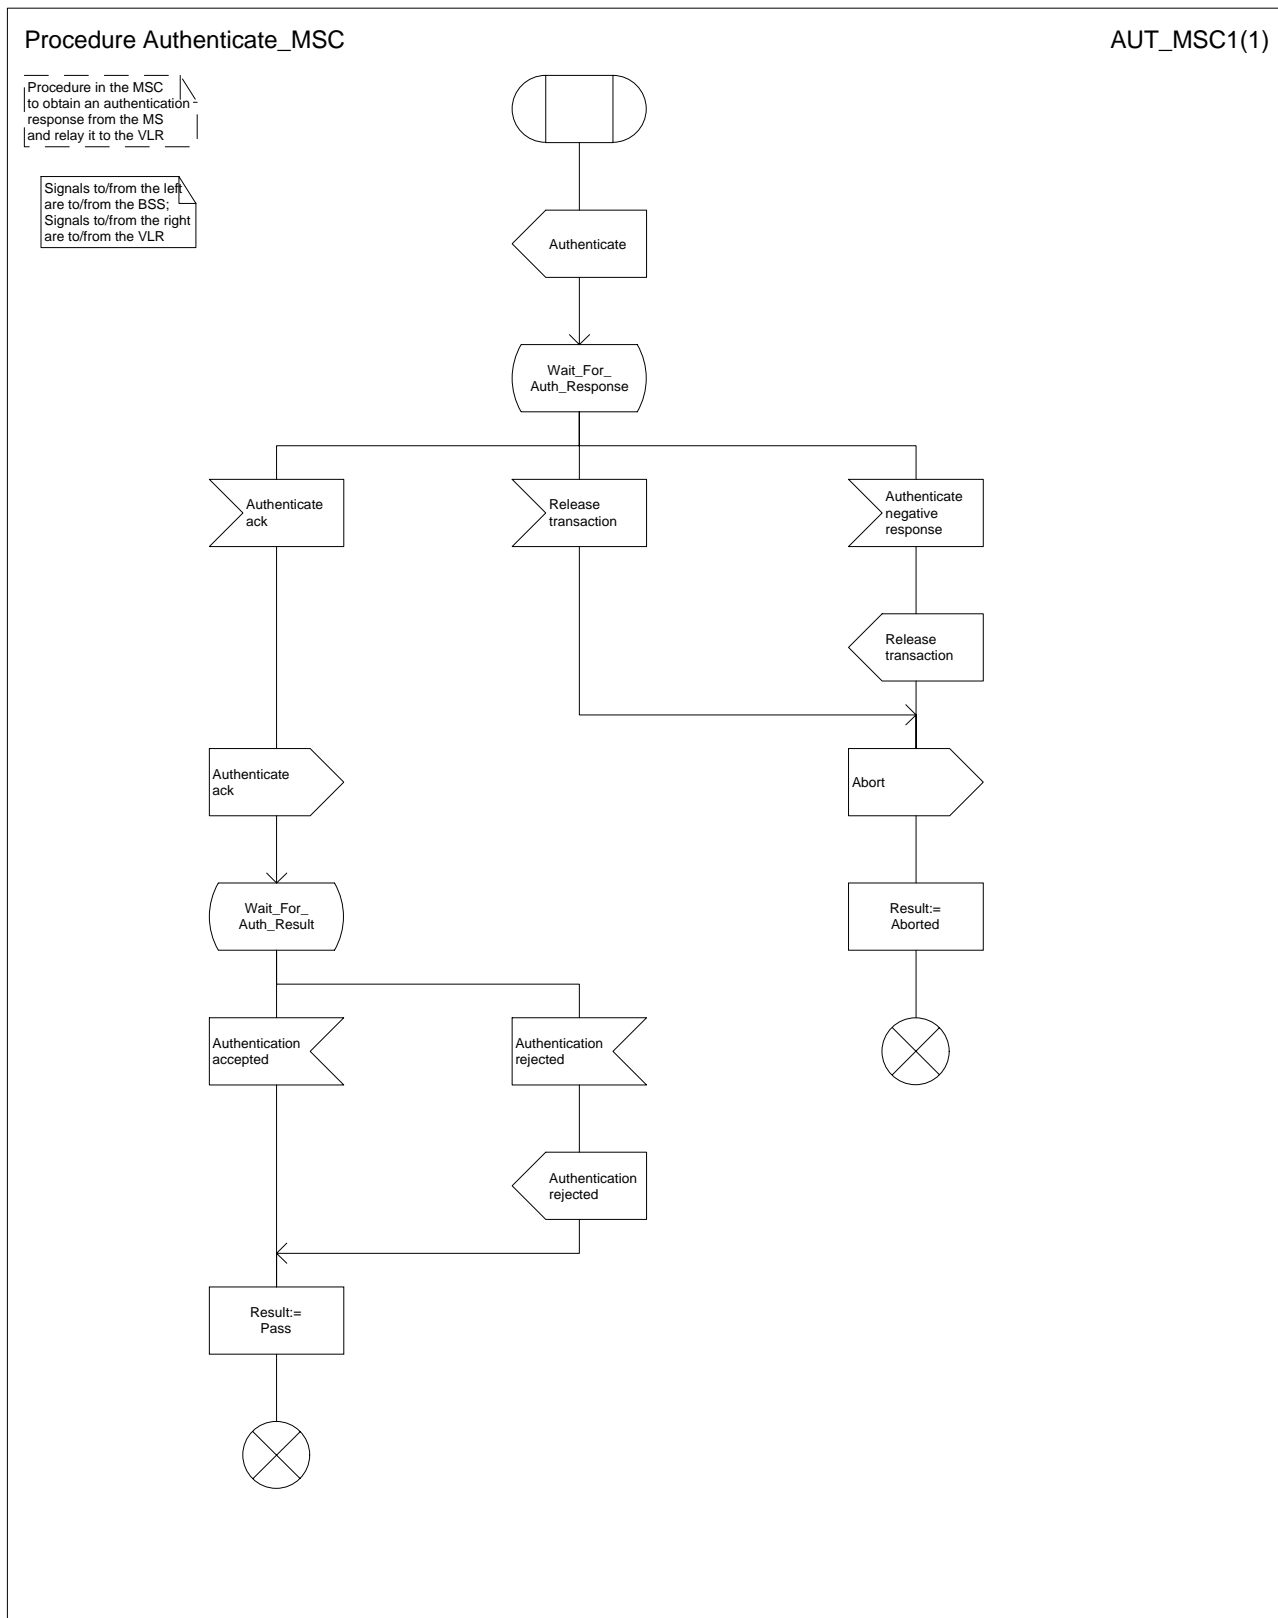 Procedure Authenticate_MSC
AUT_MSC1(1)
Procedure in the MSC
to obtain an authentication
response from the MS
and relay it to the VLR
Signals to/from the left
are to/from the BSS;
Signals to/from the right
are to/from the VLR
Authenticate
Wait_For_
Auth_Response
Authenticate
ack
Release
transaction
Authenticate
negative
response
Release
transaction
Authenticate
ack
Abort
Wait_For_
Auth_Result
Result:=
Aborted
Authentication
accepted
Authentication
rejected
Authentication
rejected
Result:=
Pass